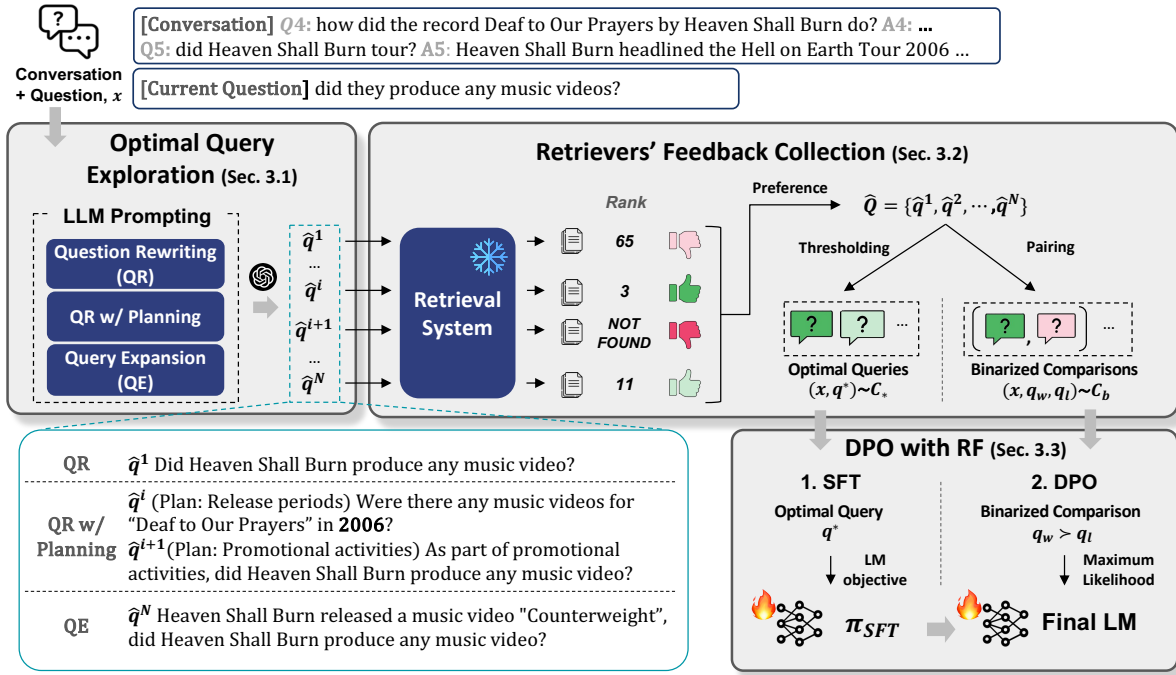 [Conversation] Q4: how did the record Deaf to Our Prayers by Heaven Shall Burn do? A4: ...
Q5: did Heaven Shall Burn tour? A5: Heaven Shall Burn headlined the Hell on Earth Tour 2006 ...
Conversation
+ Question, x
[Current Question] did they produce any music videos?
Optimal Query
Exploration (Sec. 3.1)
LLM Prompting
Question Rewriting
(QR)
QR w/ Planning
Query Expansion
(QE)
q̂¹
...
q̂ⁱ
q̂ⁱ⁺¹
...
q̂ᴺ
Retrievers' Feedback Collection (Sec. 3.2)
Retrieval
System
Rank
65
3
NOT
FOUND
11
Preference
Q̂ = {q̂¹, q̂², ⋯, q̂ᴺ}
Thresholding
Pairing
? ? ...
(?, ?) ...
Optimal Queries
(x, q*)~C*
Binarized Comparisons
(x, q_w, q_l)~C_b
QR
q̂¹ Did Heaven Shall Burn produce any music video?
QR w/
Planning
q̂ⁱ (Plan: Release periods) Were there any music videos for
“Deaf to Our Prayers” in 2006?
q̂ⁱ⁺¹(Plan: Promotional activities) As part of promotional
activities, did Heaven Shall Burn produce any music video?
QE
q̂ᴺ Heaven Shall Burn released a music video "Counterweight”,
did Heaven Shall Burn produce any music video?
DPO with RF (Sec. 3.3)
1. SFT
Optimal Query
q*
LM
objective
π_SFT
2. DPO
Binarized Comparison
q_w ≻ q_l
Maximum
Likelihood
Final LM